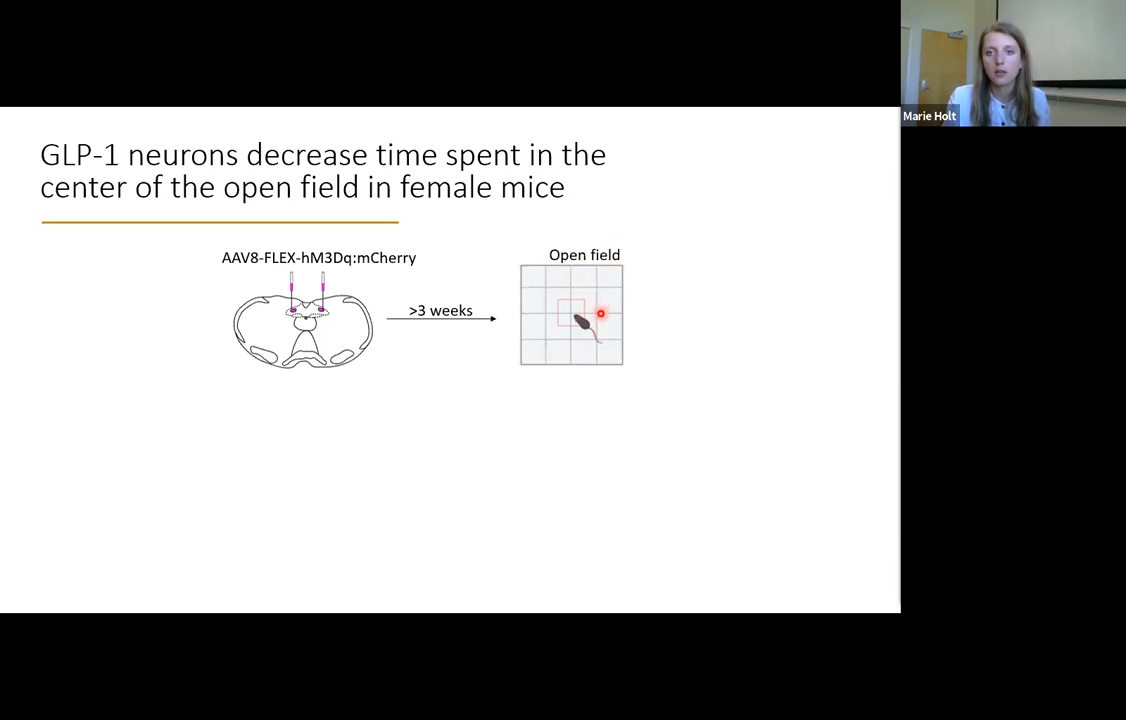 GLP-1 neurons decrease time spent in the
center of the open field in female mice
AAV8-FLEX-hM3Dq:mCherry
>3 weeks
Open field
Marie Holt